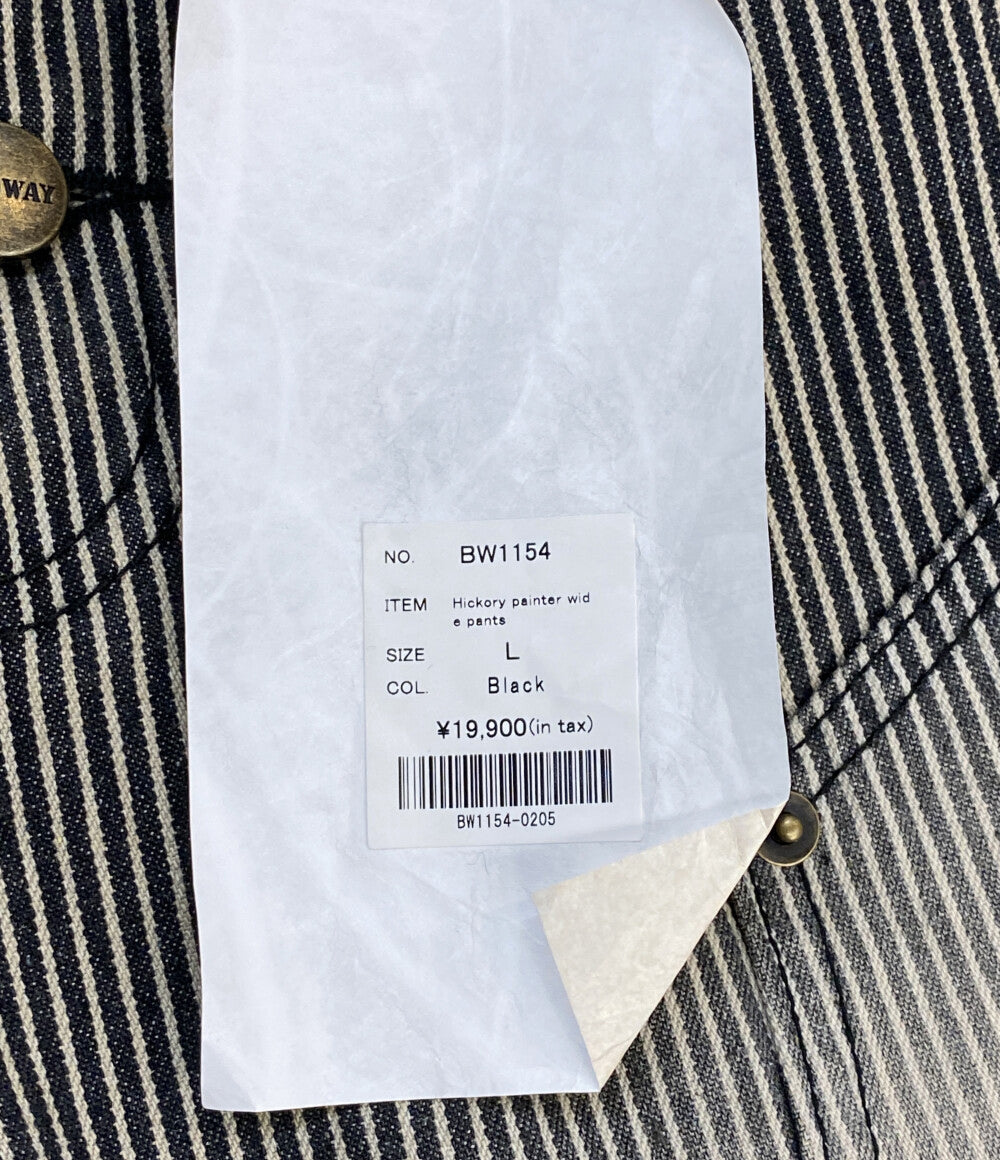 WAY
NO. BW1154
ITEM Hickory painter wid
e pants
SIZE L
COL. Black
¥19,900(in tax)
BW1154-0205